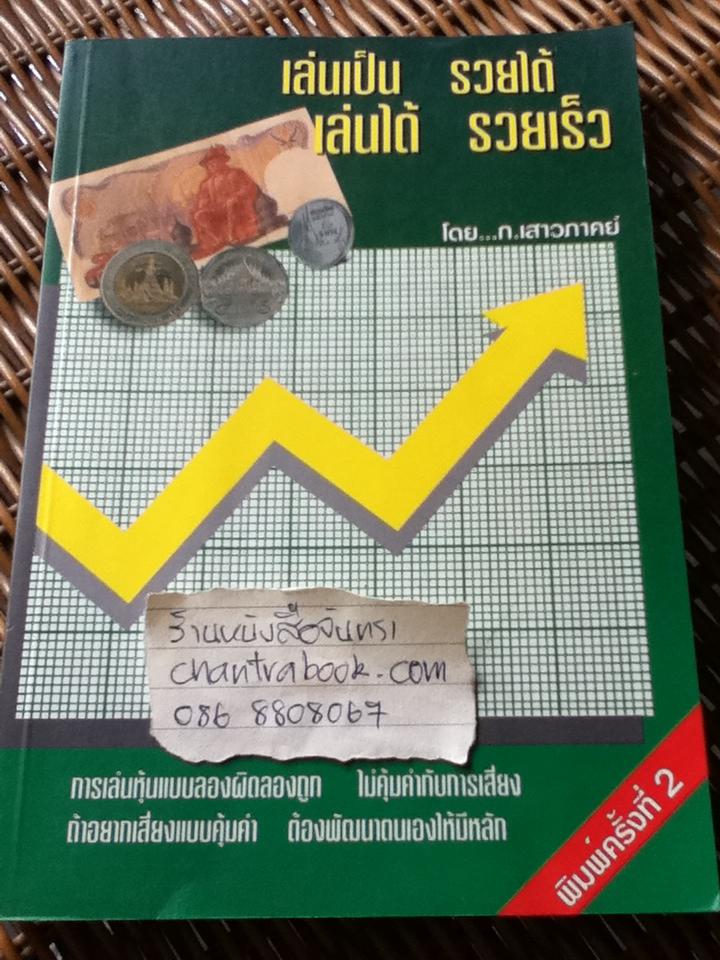 เล่นเป็น รวยได้
เล่นได้ รวยเร็ว
โดย...ก.เสาวภาคย์
ร้านหนังสือจันทรา
chantrabook.com
086 8808067
การเล่นหุ้นแบบลองผิดลองถูก ไม่คุ้มค่ากับการเสี่ยง
ถ้าอยากเสี่ยงแบบคุ้มค่า ต้องพัฒนาตนเองให้มีหลัก
พิมพ์ครั้งที่ 2